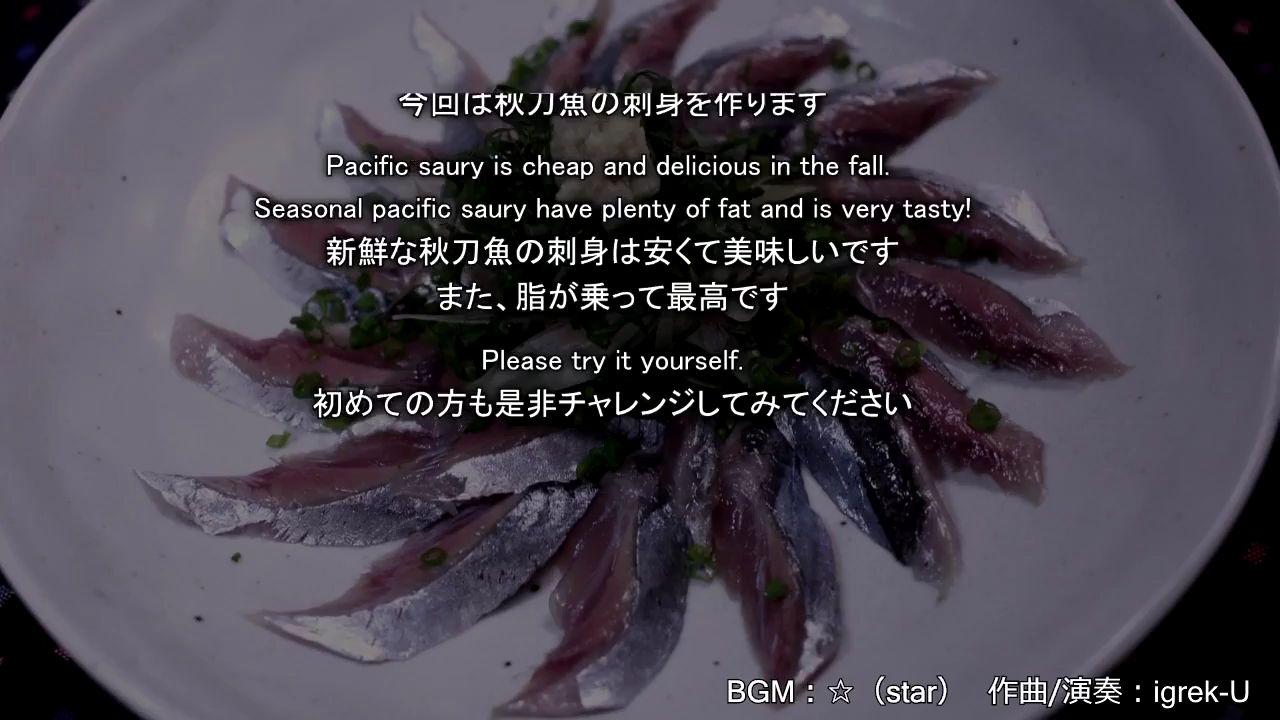 今回は秋刀魚の刺身を作ります
Pacific saury is cheap and delicious in the fall.
Seasonal pacific saury have plenty of fat and is very tasty!
新鮮な秋刀魚の刺身は安くて美味しいです
また、脂が乗って最高です
Please try it yourself.
初めての方も是非チャレンジしてみてください
BGM：☆（star）　作曲/演奏：igrek-U